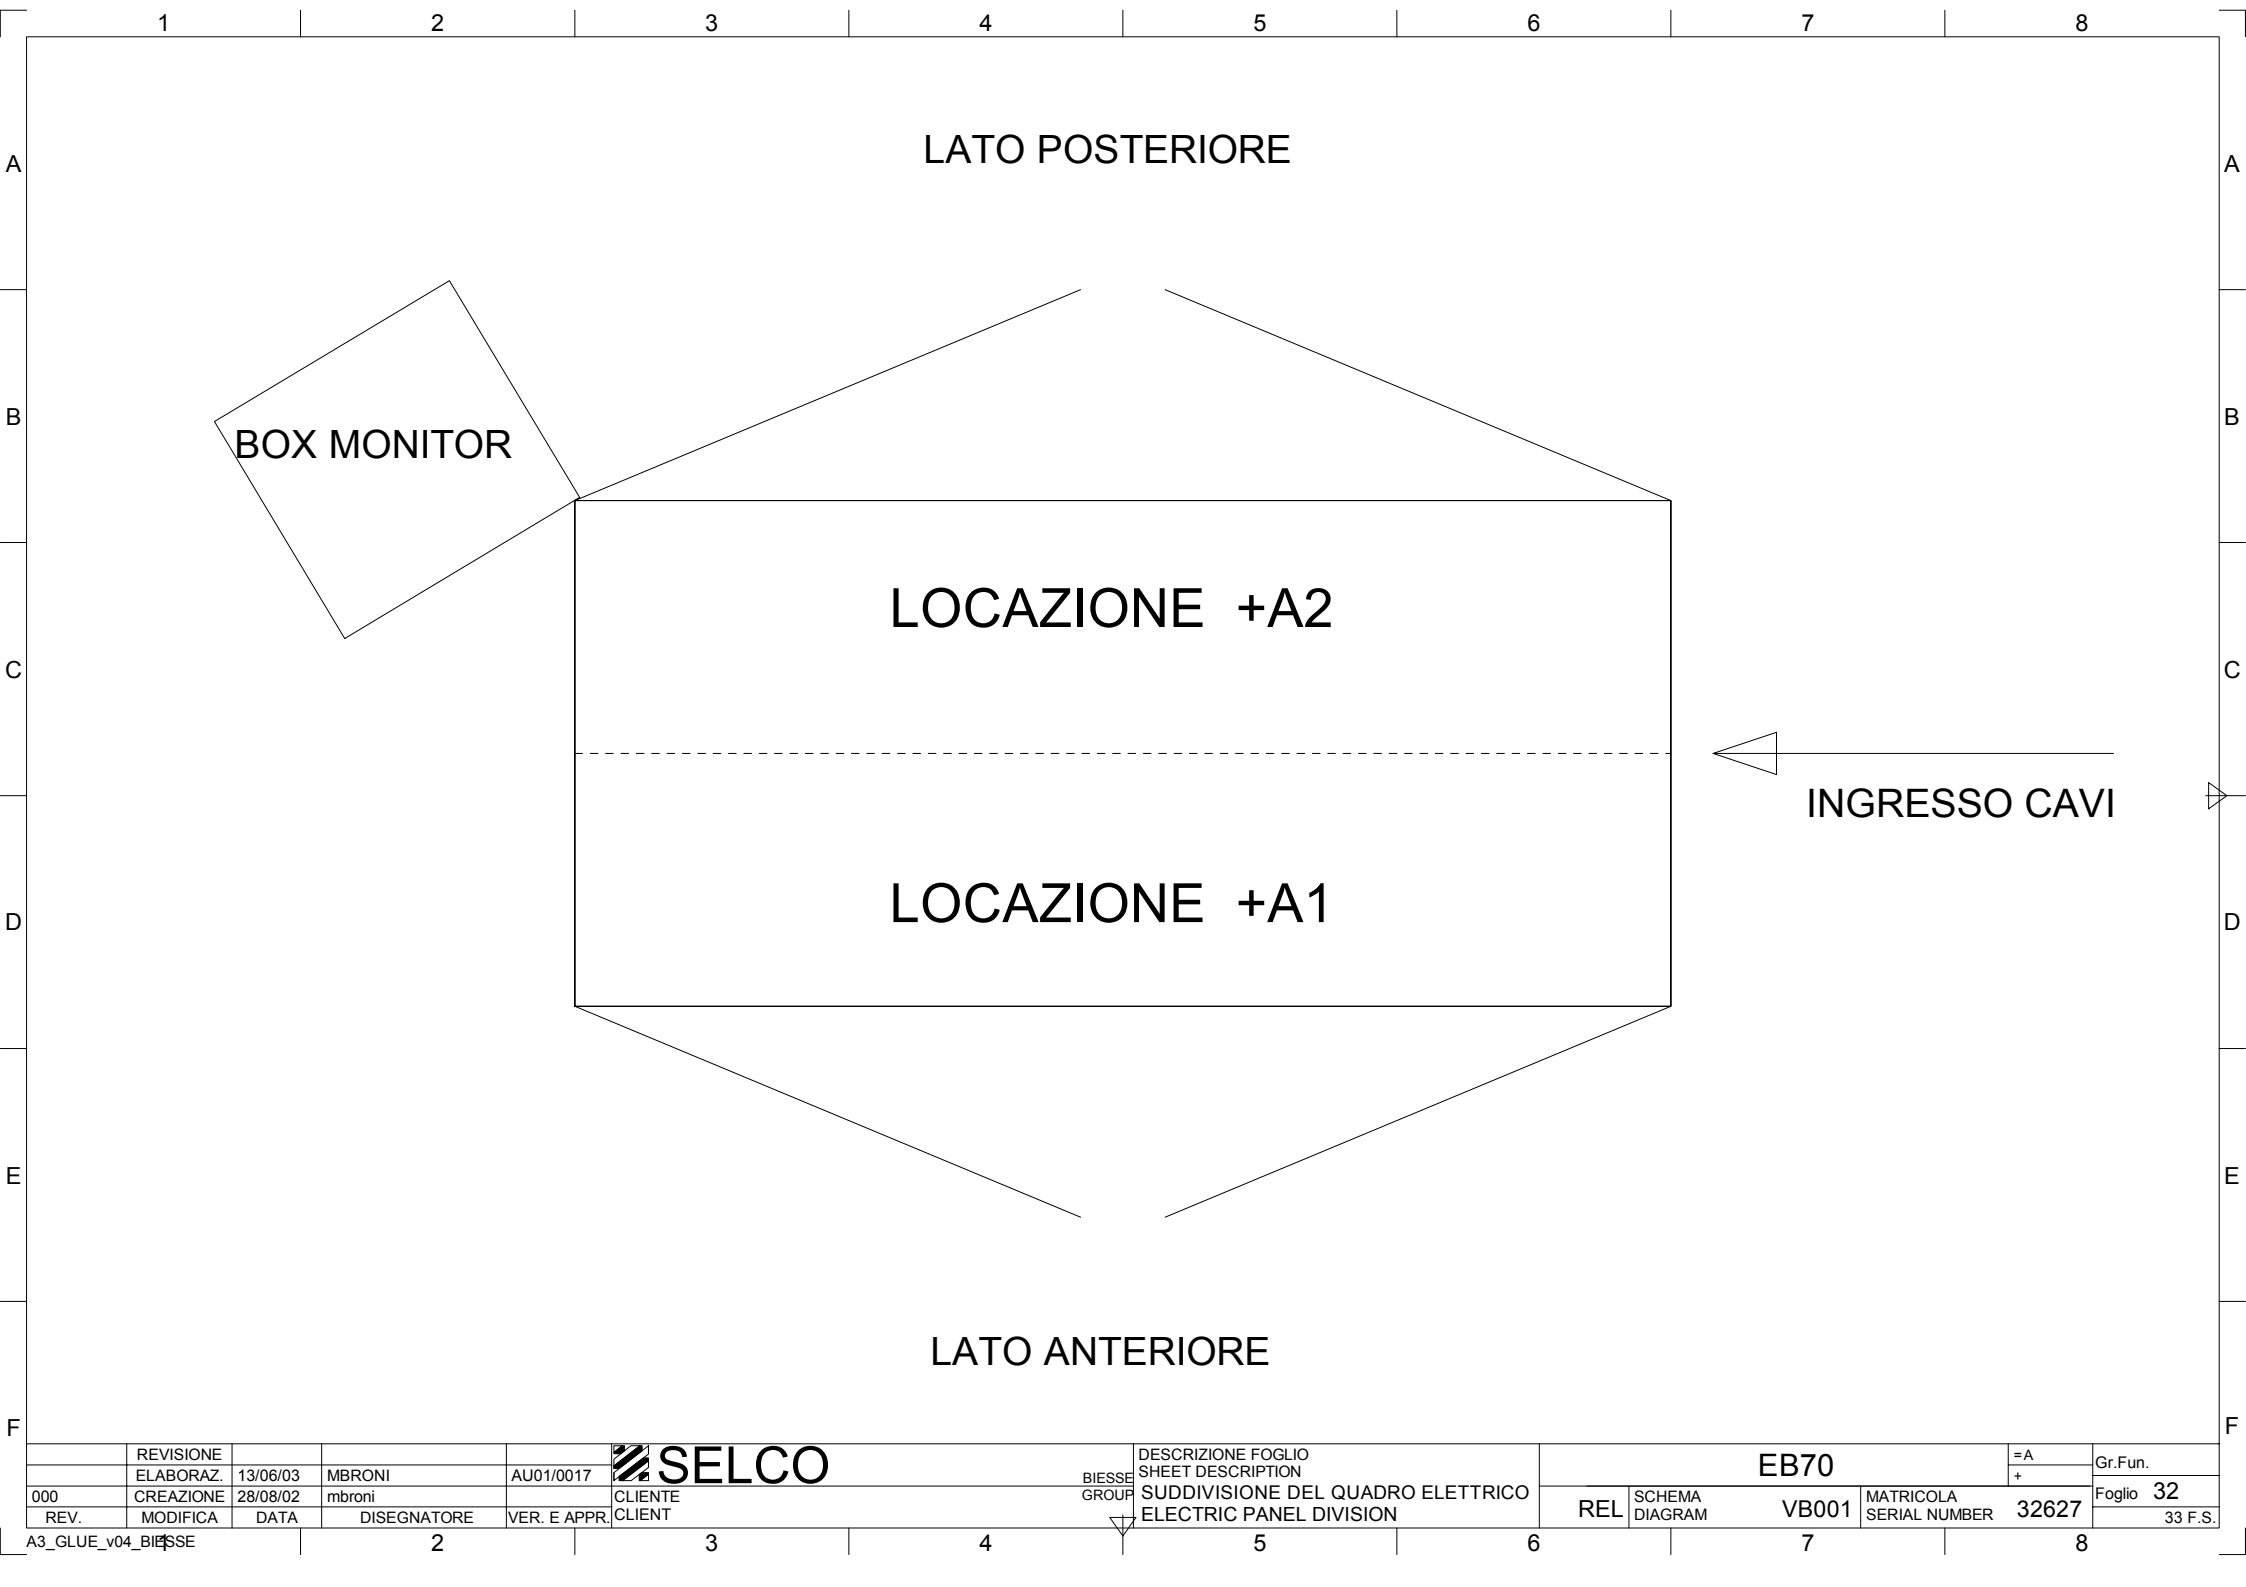 1 2 3 4 5 6 7 8
A A
LATO POSTERIORE
B B
BOX MONITOR
LOCAZIONE +A2
C C
INGRESSO CAVI
LOCAZIONE +A1
D D
E E
LATO ANTERIORE
F F
REVISIONE
ELABORAZ. 13/06/03 MBRONI AU01/0017
000 CREAZIONE 28/08/02 mbroni
REV. MODIFICA DATA DISEGNATORE VER. E APPR.
SELCO
BIESSE
GROUP
CLIENTE
CLIENT
DESCRIZIONE FOGLIO
SHEET DESCRIPTION
SUDDIVISIONE DEL QUADRO ELETTRICO
ELECTRIC PANEL DIVISION
EB70
REL
SCHEMA
DIAGRAM
VB001
MATRICOLA
SERIAL NUMBER
32627
=A
+
Gr.Fun.
Foglio 32
33 F.S.
A3_GLUE_v04_BIESSE
1 2 3 4 5 6 7 8